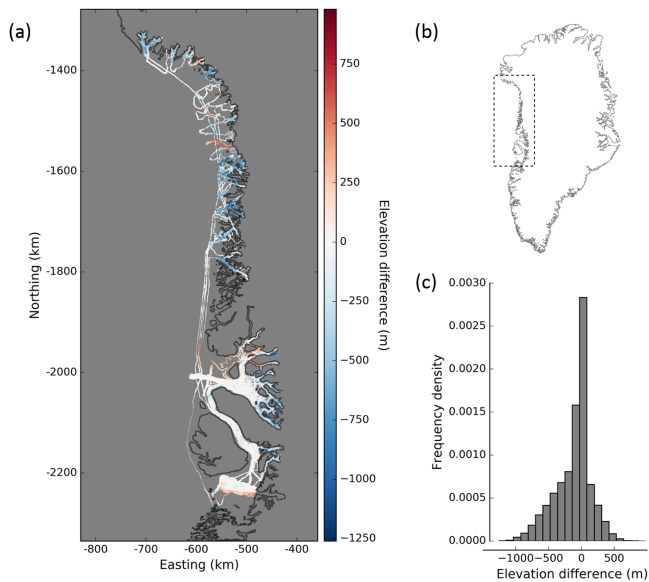 (a)
-1400
-1600
-1800
-2000
-2200
Northing (km)
-800 -700 -600 -500 -400
Easting (km)
750
500
250
0
−250
−500
−750
−1000
−1250
Elevation difference (m)
(b)
(c)
0.0030
0.0025
0.0020
0.0015
0.0010
0.0005
0.0000
Frequency density
−1000 −500 0 500
Elevation difference (m)